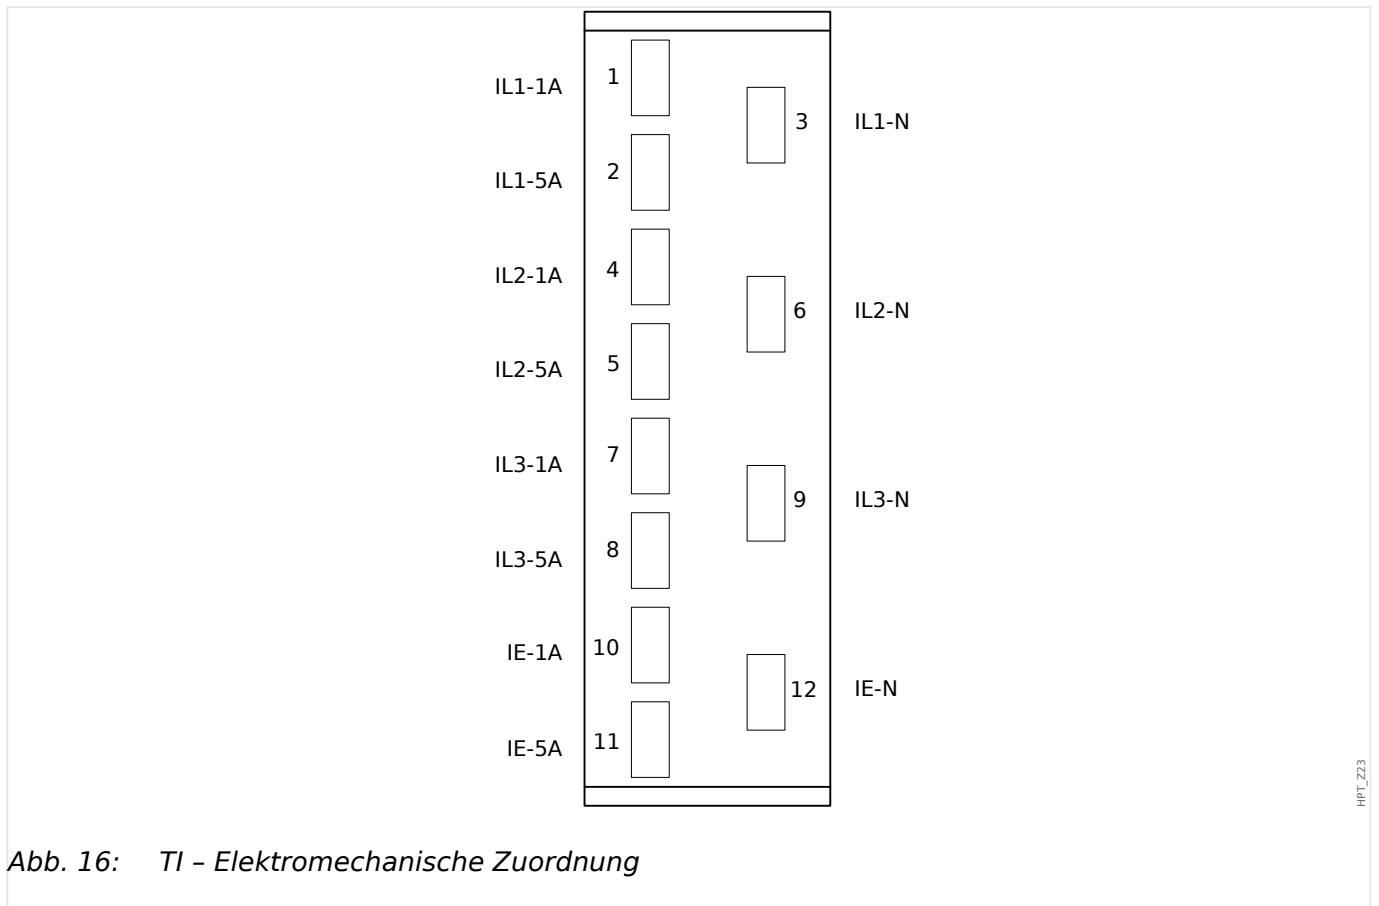 IL1-1A 1
3 IL1-N
IL1-5A 2
IL2-1A 4
6 IL2-N
IL2-5A 5
IL3-1A 7
9 IL3-N
IL3-5A 8
IE-1A 10
12 IE-N
IE-5A 11
HPT_Z23
Abb. 16: TI – Elektromechanische Zuordnung